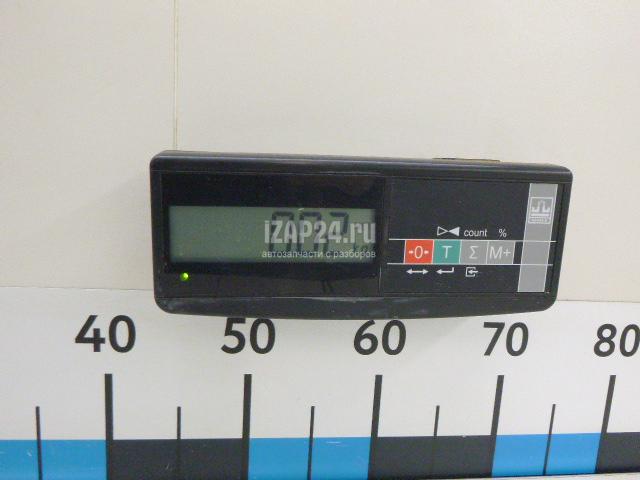 iZAP24.ru
автозапчасти с разборов
count %
→0← T Σ M+
40 50 60 70 80